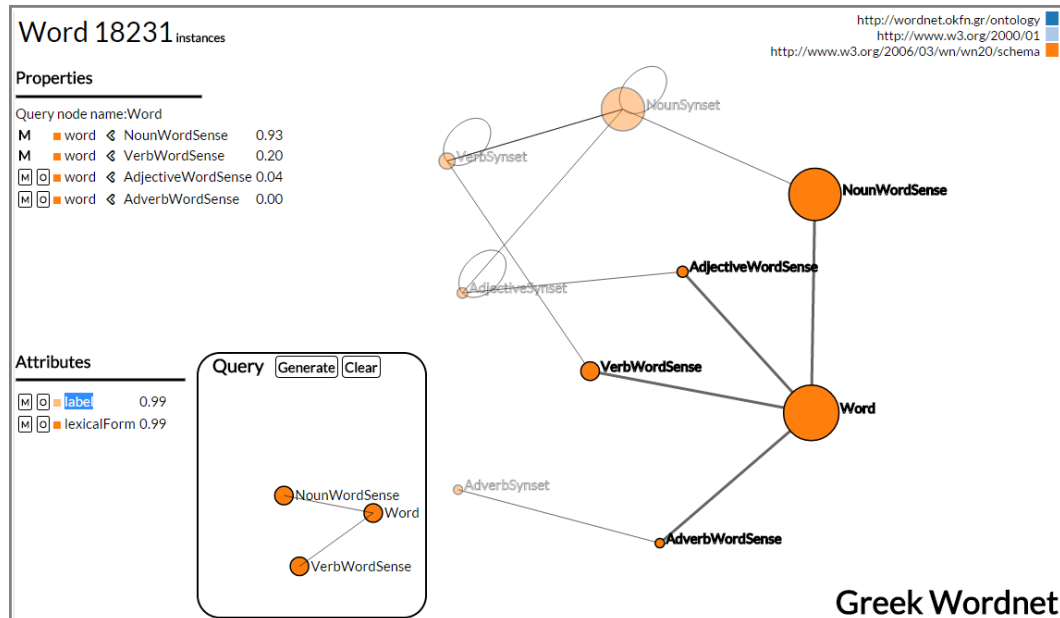 Word 18231 instances
http://wordnet.okfn.gr/ontology
http://www.w3.org/2000/01
http://www.w3.org/2006/03/wn/wn20/schema
Properties
Query node name:Word
M word < NounWordSense 0.93
M word < VerbWordSense 0.20
M O word < AdjectiveWordSense 0.04
M O word < AdverbWordSense 0.00
NounSynset
VerbSynset
NounWordSense
AdjectiveWordSense
AdjectiveSynset
VerbWordSense
Word
AdverbSynset
AdverbWordSense
Attributes
M O label 0.99
M O lexicalForm 0.99
Query Generate Clear
NounWordSense
Word
VerbWordSense
Greek Wordnet